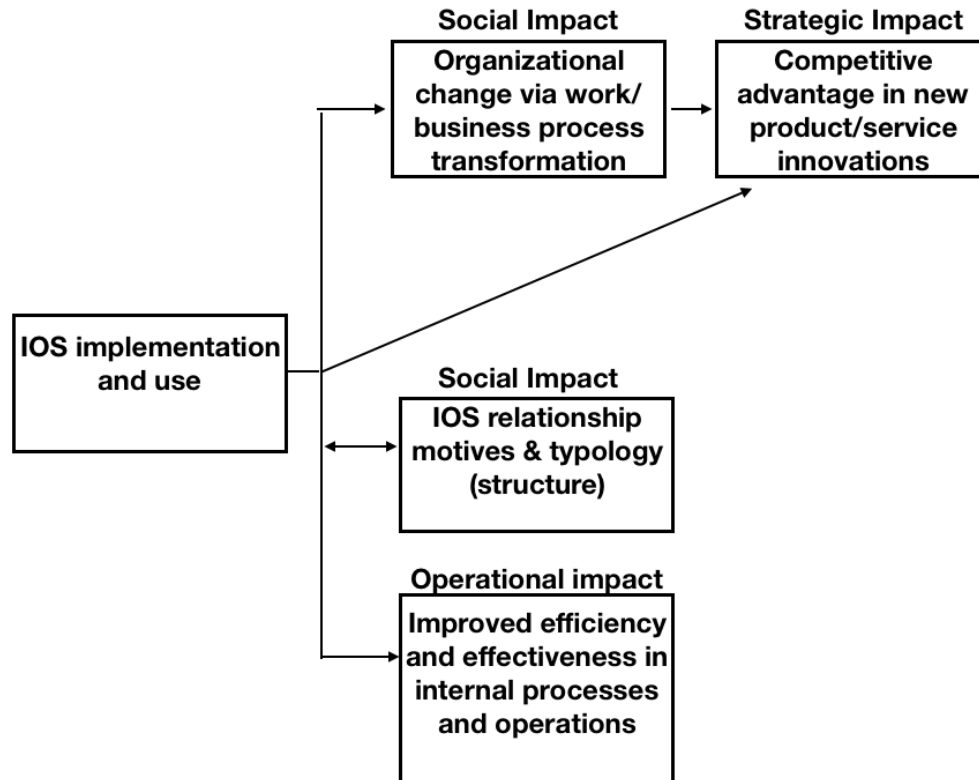 Social Impact
Organizational
change via work/
business process
transformation
Strategic Impact
Competitive
advantage in new
product/service
innovations
IOS implementation
and use
Social Impact
IOS relationship
motives & typology
(structure)
Operational impact
Improved efficiency
and effectiveness in
internal processes
and operations